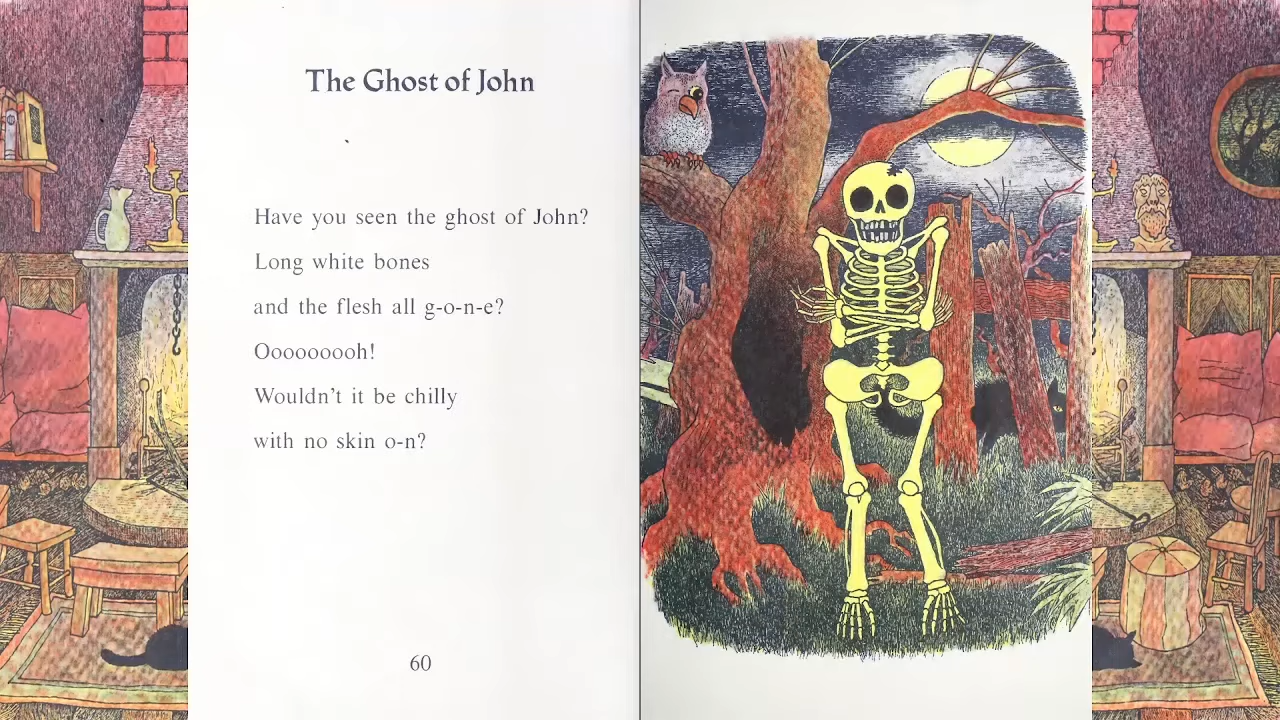 The Ghost of John
Have you seen the ghost of John?
Long white bones
and the flesh all g-o-n-e?
Ooooooooh!
Wouldn't it be chilly
with no skin o-n?
60